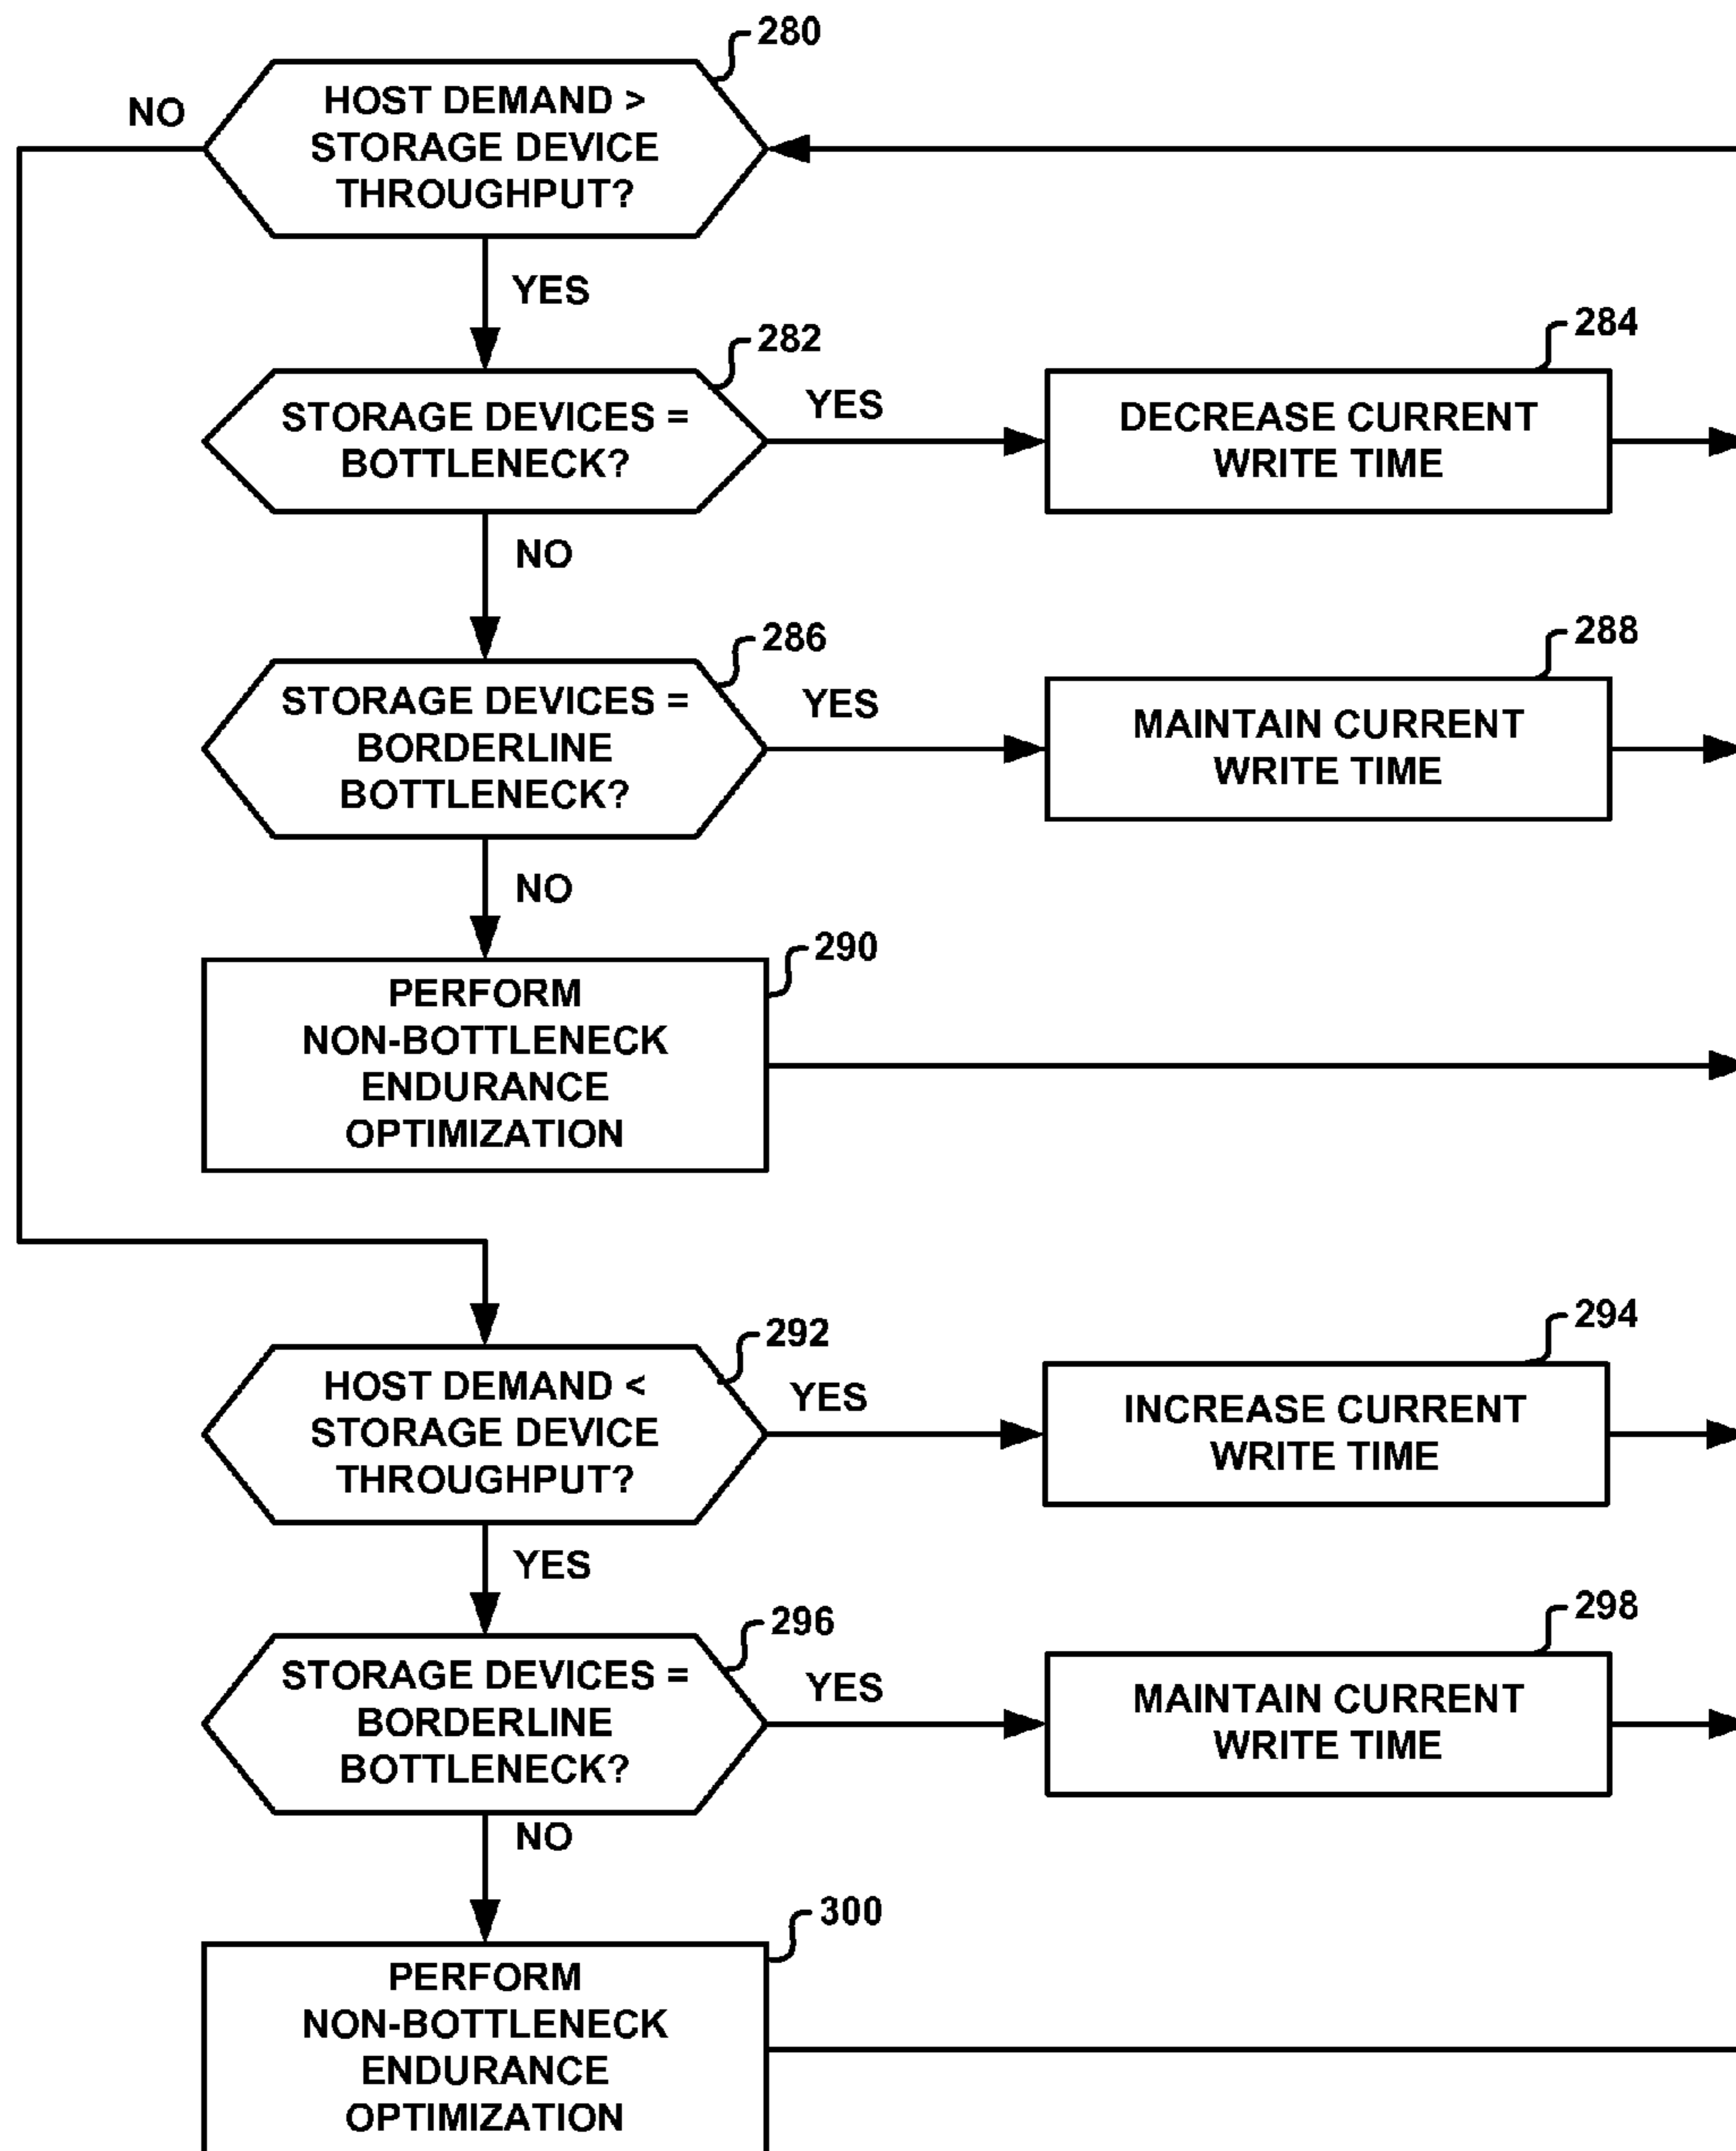 280
NO
HOST DEMAND >
STORAGE DEVICE
THROUGHPUT?
YES
282
STORAGE DEVICES =
BOTTLENECK?
YES
284
DECREASE CURRENT
WRITE TIME
NO
286
STORAGE DEVICES =
BORDERLINE
BOTTLENECK?
YES
288
MAINTAIN CURRENT
WRITE TIME
NO
290
PERFORM
NON-BOTTLENECK
ENDURANCE
OPTIMIZATION
292
HOST DEMAND <
STORAGE DEVICE
THROUGHPUT?
YES
294
INCREASE CURRENT
WRITE TIME
YES
296
STORAGE DEVICES =
BORDERLINE
BOTTLENECK?
YES
298
MAINTAIN CURRENT
WRITE TIME
NO
300
PERFORM
NON-BOTTLENECK
ENDURANCE
OPTIMIZATION